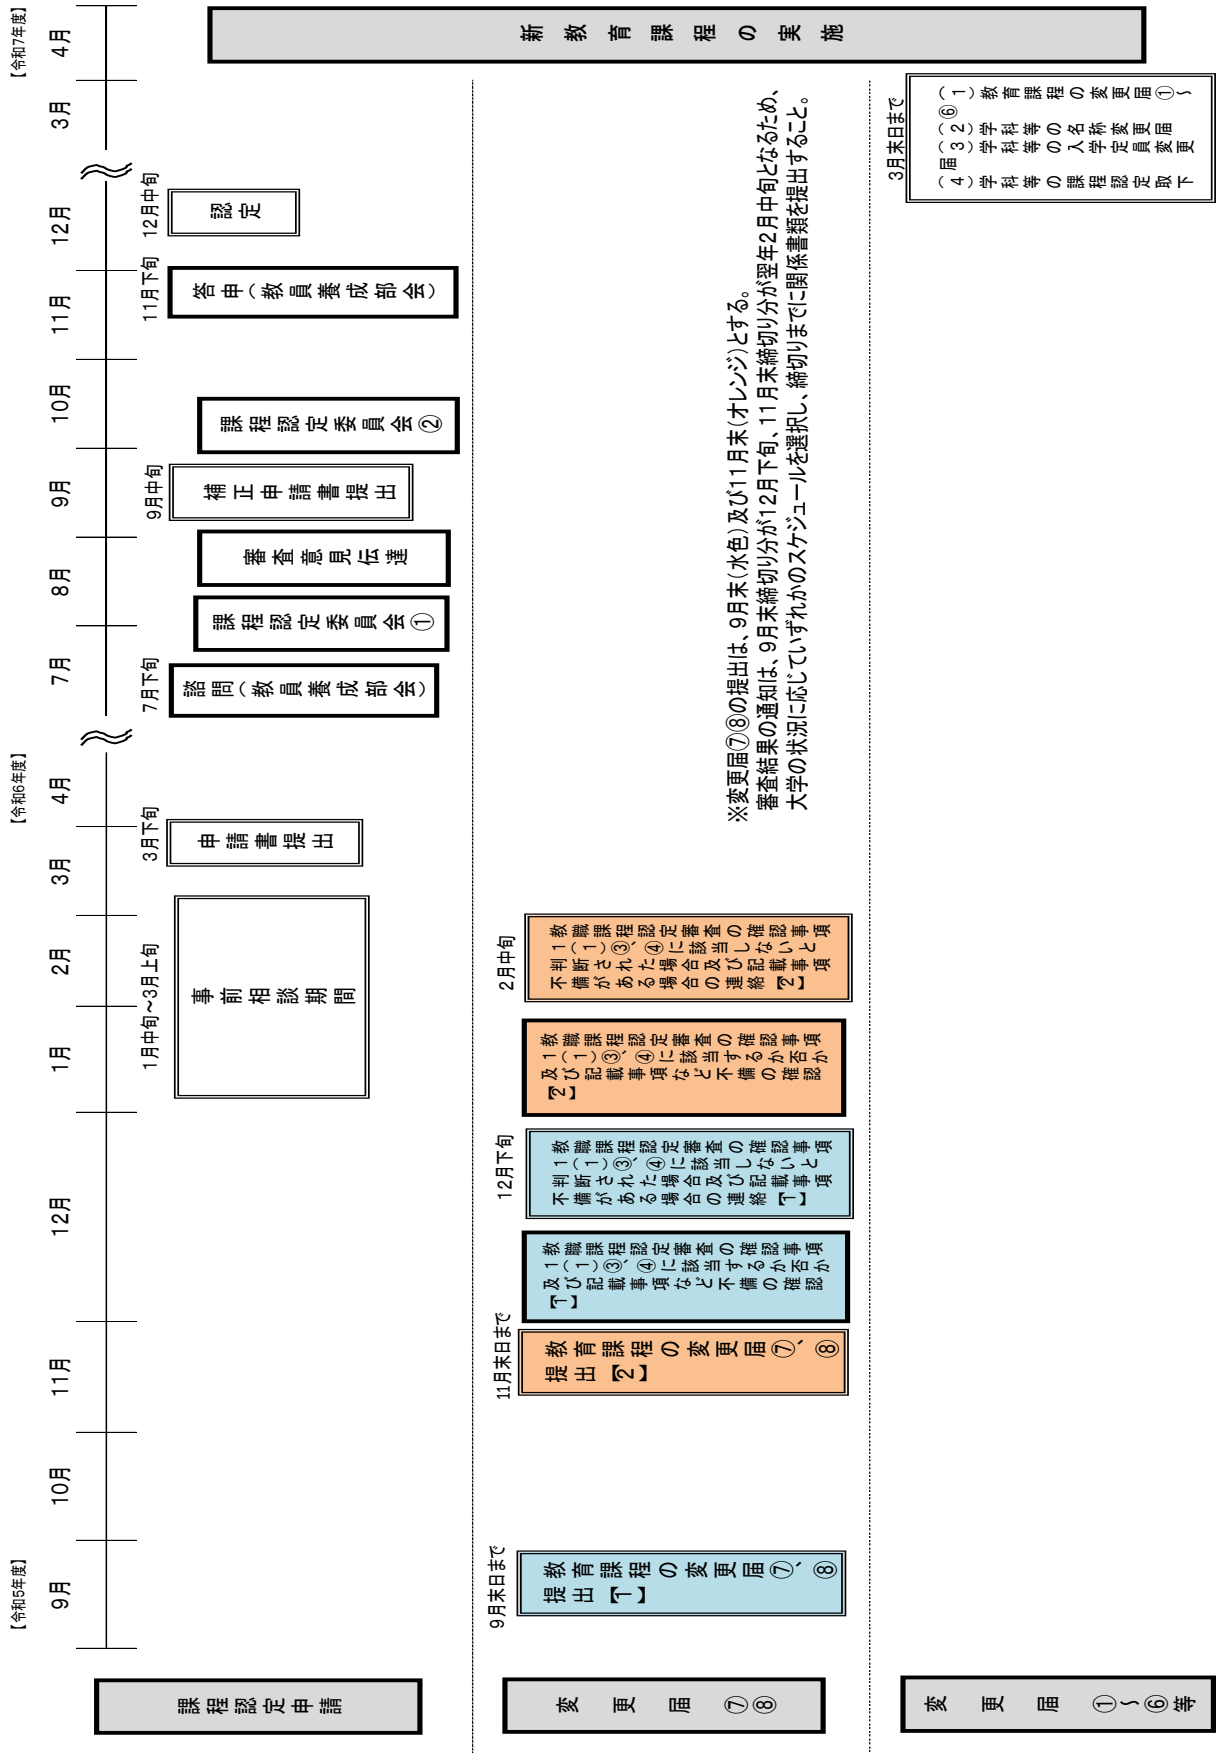 【令和5年度】
【令和6年度】
【令和7年度】
9月
10月
11月
12月
1月
2月
3月
4月
7月
8月
9月
10月
11月
12月
3月
4月
課程認定申請
1月中旬~3月上旬
事前相談期間
3月下旬
申請書提出
7月下旬
諮問(教員養成部会)
課程認定委員会①
審査意見伝達
9月中旬
補正申請書提出
課程認定委員会②
11月下旬
答申(教員養成部会)
12月中旬
認定
新教育課程の実施
変更届⑦⑧
9月末日まで
教育課程の変更届⑦、⑧
提出【1】
11月末日まで
教育課程の変更届⑦、⑧
提出【2】
教職課程認定審査の確認事項
1(1)③、④に該当するか否か
及び記載事項など不備の確認
【1】
12月下旬
教職課程認定審査の確認事項
1(1)③、④に該当しないと
判断された場合及び記載事項
不備がある場合の連絡【1】
教職課程認定審査の確認事項
1(1)③、④に該当するか否か
及び記載事項など不備の確認
【2】
2月中旬
教職課程認定審査の確認事項
1(1)③、④に該当しないと
判断された場合及び記載事項
不備がある場合の連絡【2】
※変更届⑦⑧の提出は、9月末(水色)及び11月末(オレンジ)とする。
審査結果の通知は、9月末締切り分が12月下旬、11月末締切り分が翌年2月中旬となるため、
大学の状況に応じていずれかのスケジュールを選択し、締切りまでに関係書類を提出すること。
変更届①~⑥等
3月末日まで
(1)教育課程の変更届①~
⑥
(2)学科等の名称変更届
(3)学科等の入学定員変更
届
(4)学科等の課程認定取下